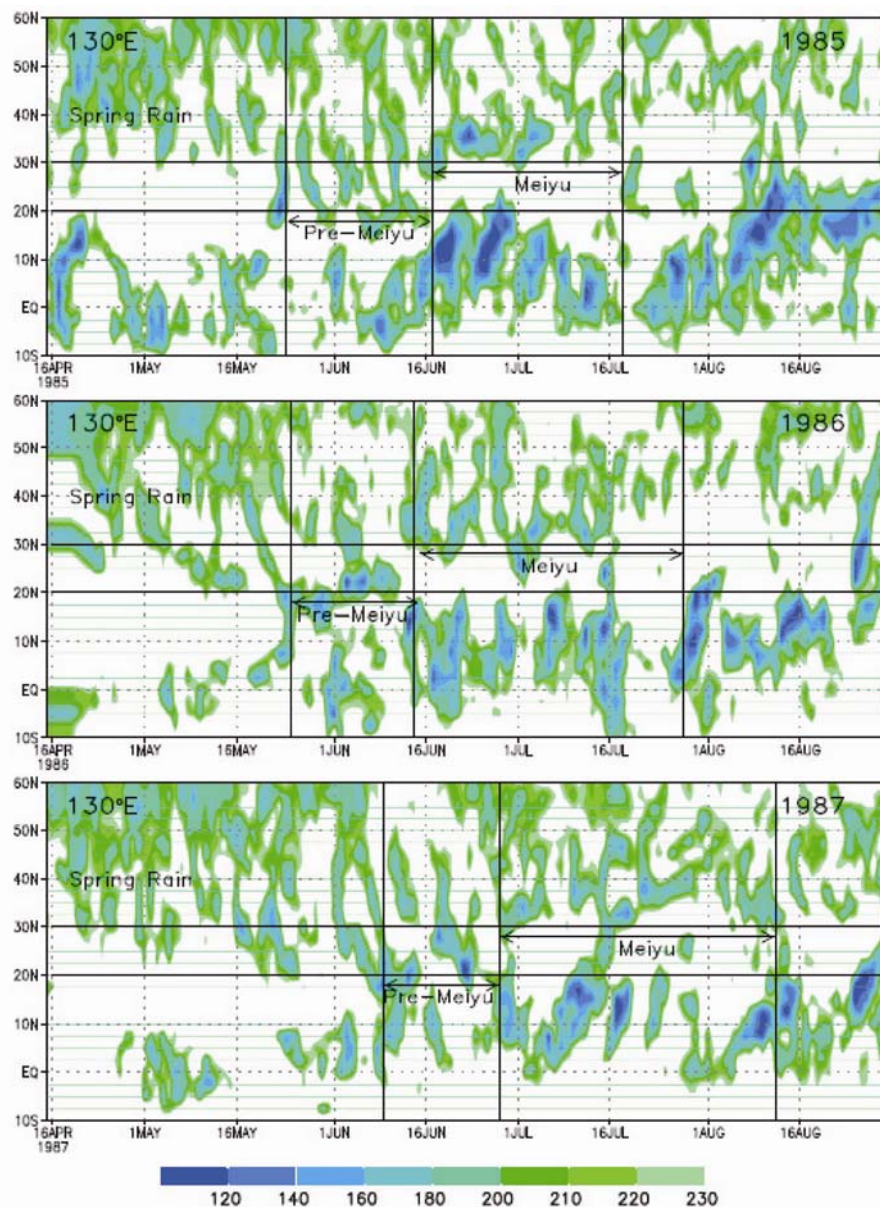 60N
130°E
1985
50N
40N
Spring Rain
30N
Meiyu
20N
Pre-Meiyu
10N
EQ
10S
16APR 1MAY 16MAY 1JUN 16JUN 1JUL 16JUL 1AUG 16AUG
1985
60N
130°E
1986
50N
Spring Rain
40N
30N
Meiyu
20N
Pre-Meiyu
10N
EQ
10S
16APR 1MAY 16MAY 1JUN 16JUN 1JUL 16JUL 1AUG 16AUG
1986
60N
130°E
1987
50N
40N
Spring Rain
30N
Meiyu
20N
Pre-Meiyu
10N
EQ
10S
16APR 1MAY 16MAY 1JUN 16JUN 1JUL 16JUL 1AUG 16AUG
1987
120 140 160 180 200 210 220 230